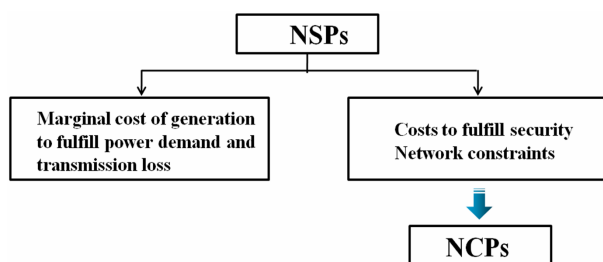 NSPs
Marginal cost of generation
to fulfill power demand and
transmission loss
Costs to fulfill security
Network constraints
NCPs